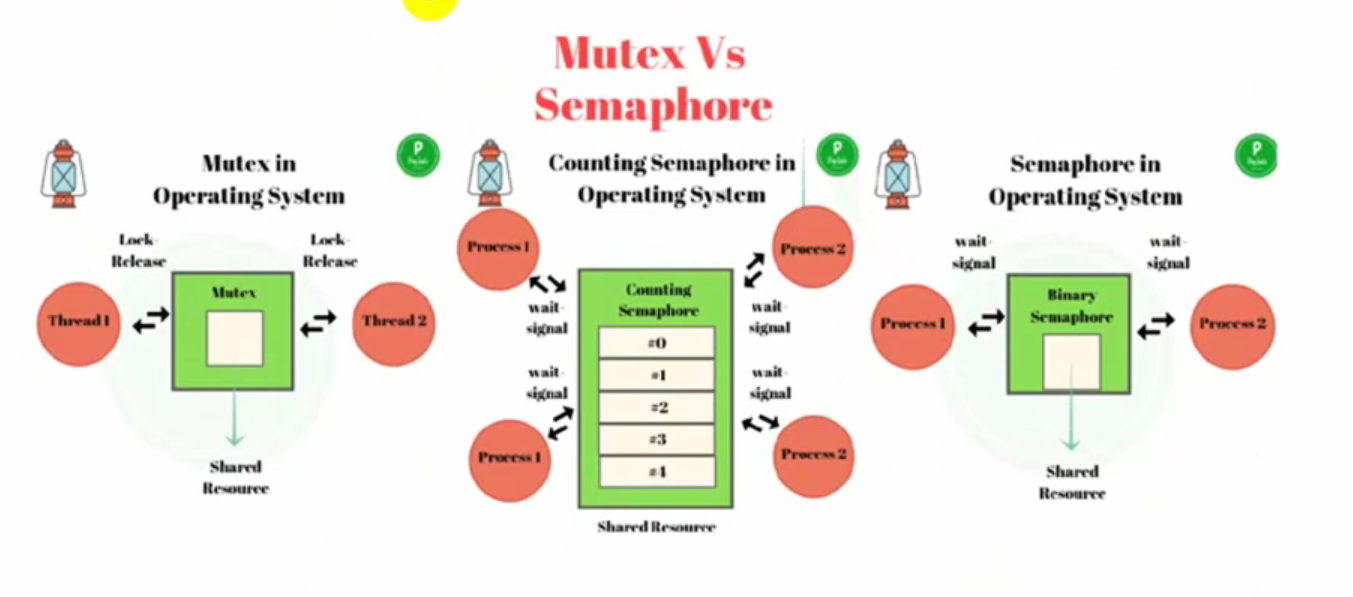 Mutex Vs
Semaphore
Mutex in
Operating System
Lock-
Release
Lock-
Release
Thread 1
Mutex
Thread 2
Shared
Resource
Counting Semaphore in
Operating System
Process 1
Process 2
wait-
signal
wait-
signal
Counting
Semaphore
#0
#1
#2
#3
#4
wait-
signal
wait-
signal
Process 1
Process 2
Shared Resource
Semaphore in
Operating System
wait-
signal
wait-
signal
Process 1
Binary
Semaphore
Process 2
Shared
Resource
P
P
P